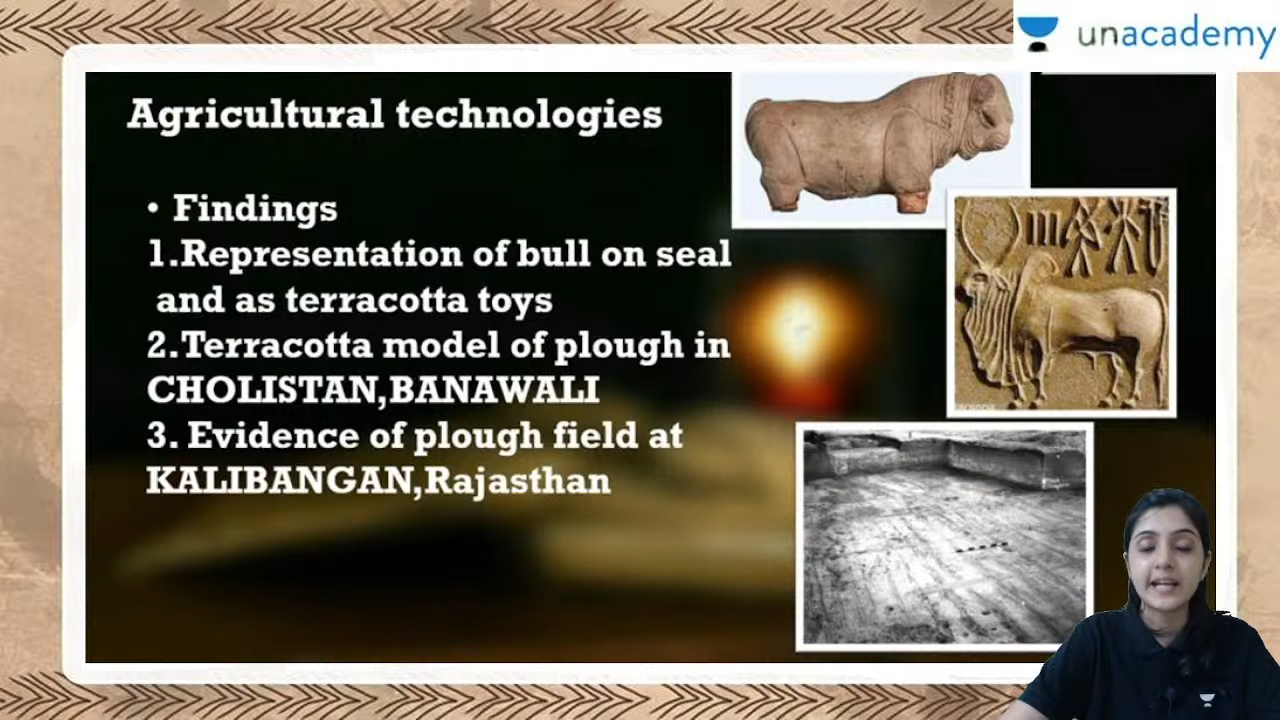 unacademy
Agricultural technologies
• Findings
1.Representation of bull on seal
and as terracotta toys
2.Terracotta model of plough in
CHOLISTAN,BANAWALI
3. Evidence of plough field at
KALIBANGAN,Rajasthan